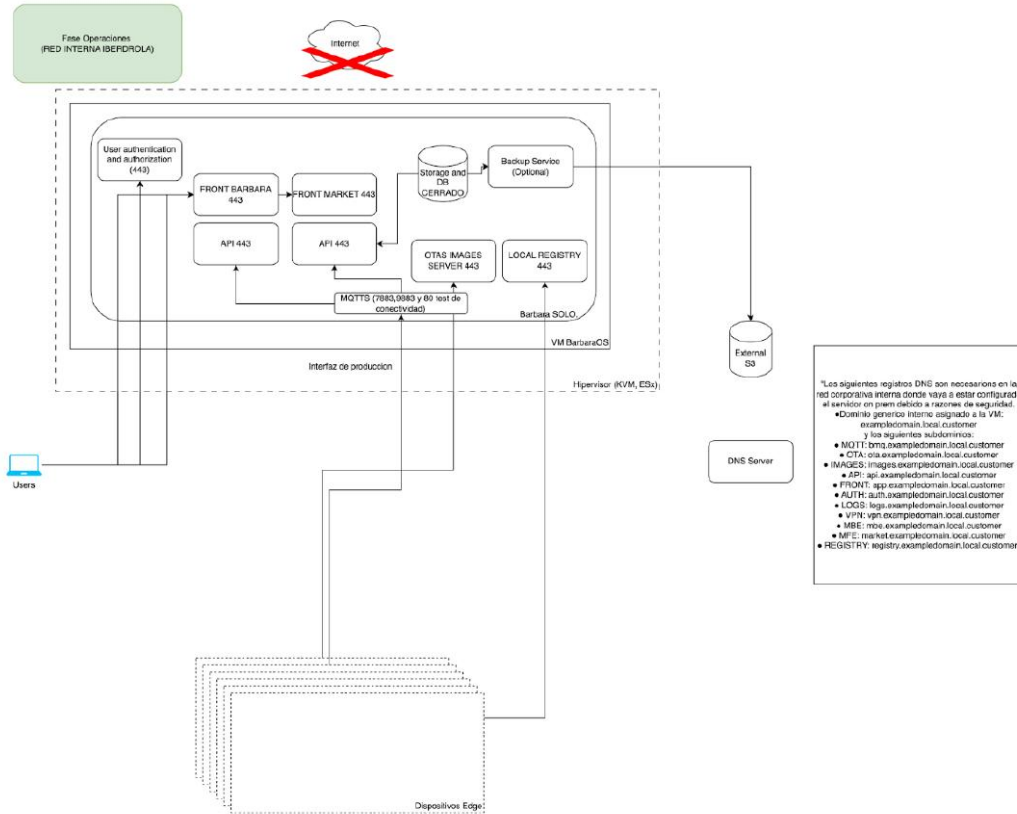 Fase Operaciones
(RED INTERNA IBERDROLA)
Internet
User authentication
and authorization
(443)
FRONT BARBARA
443
FRONT MARKET 443
Storage and
DB
CERRADO
Backup Service
(Optional)
API 443
API 443
OTAS IMAGES
SERVER 443
LOCAL REGISTRY
443
MQTTS (7883,9883 y 80 test de
conectividad)
Barbara SOLO.
VM BarbaraOS
Interfaz de produccion
Hipervisor (KVM, ESx)
External
S3
Users
DNS Server
"Los siguientes registros DNS son necesarios en la
red corporativa interna donde vaya a estar configurad
el servidor on prem debido a razones de seguridad.
●Dominio generico interno asignado a la VM:
exampledomain.local.customer
y los siguientes subdominios:
● MQTT: bmq.exampledomain.local.customer
● OTA: ota.exampledomain.local.customer
● IMAGES: images.exampledomain.local.customer
● API: api.exampledomain.local.customer
● FRONT: app.exampledomain.local.customer
● AUTH: auth.exampledomain.local.customer
● LOGS: logs.exampledomain.local.customer
● VPN: vpn.exampledomain.local.customer
● MBE: mbe.exampledomain.local.customer
● MFE: market.exampledomain.local.customer
● REGISTRY: registry.exampledomain.local.customer
Dispositivos Edge